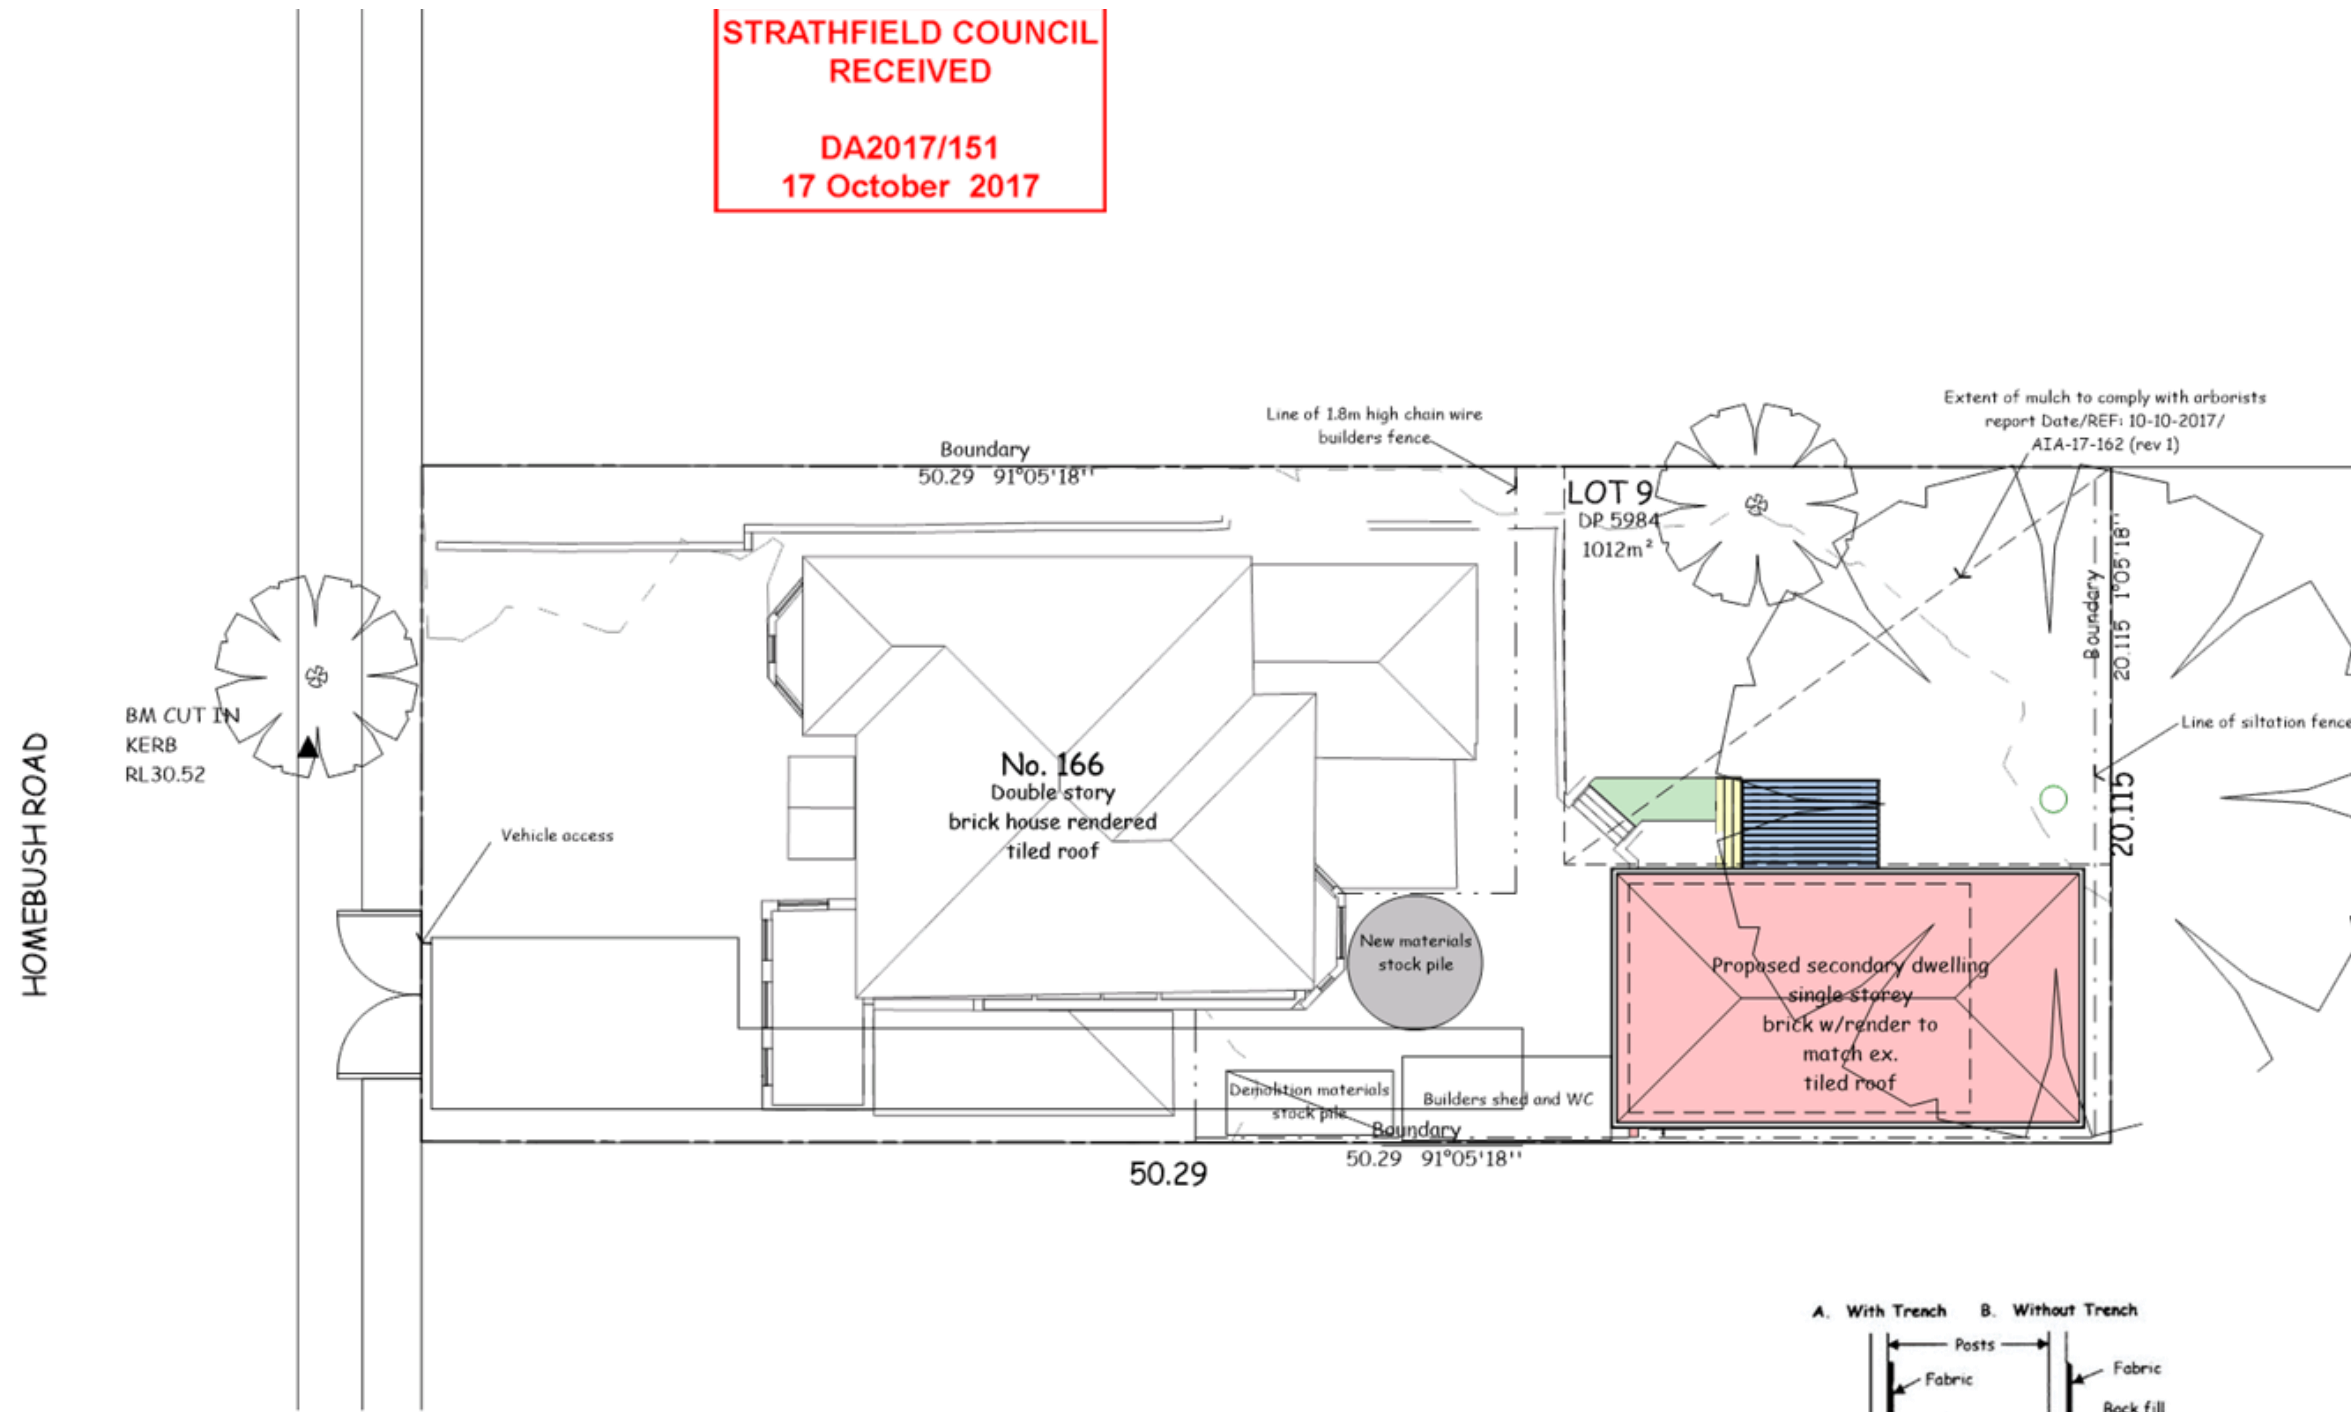 STRATHFIELD COUNCIL
RECEIVED
DA2017/151
17 October 2017
Extent of mulch to comply with arborists
report Date/REF: 10-10-2017/
AIA-17-162 (rev 1)
Line of 1.8m high chain wire
builders fence
Boundary
50.29 91°05'18''
LOT 9
DP 5984
1012m²
Boundary
20.115 1°05'18''
BM CUT IN
KERB
RL30.52
HOMEBUSH ROAD
Line of siltation fence
20.115
No. 166
Double story
brick house rendered
tiled roof
Vehicle access
New materials
stock pile
Proposed secondary dwelling
single storey
brick w/render to
match ex.
tiled roof
Demolition materials
stock pile
Builders shed and WC
Boundary
50.29 91°05'18''
50.29
A. With Trench B. Without Trench
Posts
Fabric
Fabric
Back fill